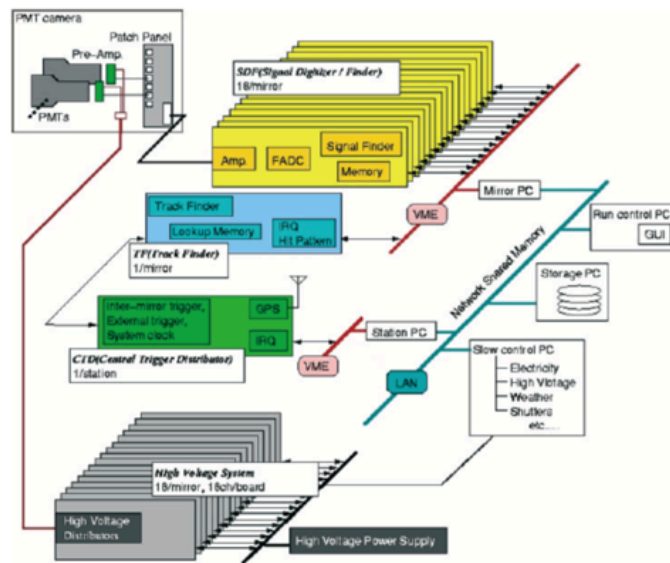 PMT camera
Pre-Amp.
Patch Panel
PMTs
SDF(Signal Digitizer / Finder)
16/mirror
Amp.
FADC
Signal Finder
Memory
Track Finder
Lookup Memory
IRQ
Hit Pattern
TF(Track Finder)
1/mirror
VME
Mirror PC
Network Shared Memory
Run control PC
GUI
Storage PC
Inter-mirror trigger,
External trigger,
System clock
GPS
IRQ
CTD(Central Trigger Distributor)
1/station
VME
Station PC
LAN
Slow control PC
Electricity
High Vlotage
Weather
Shutters
etc.....
High Voltage System
16/mirror, 16ch/board
High Voltage
Distributors
High Voltage Power Supply